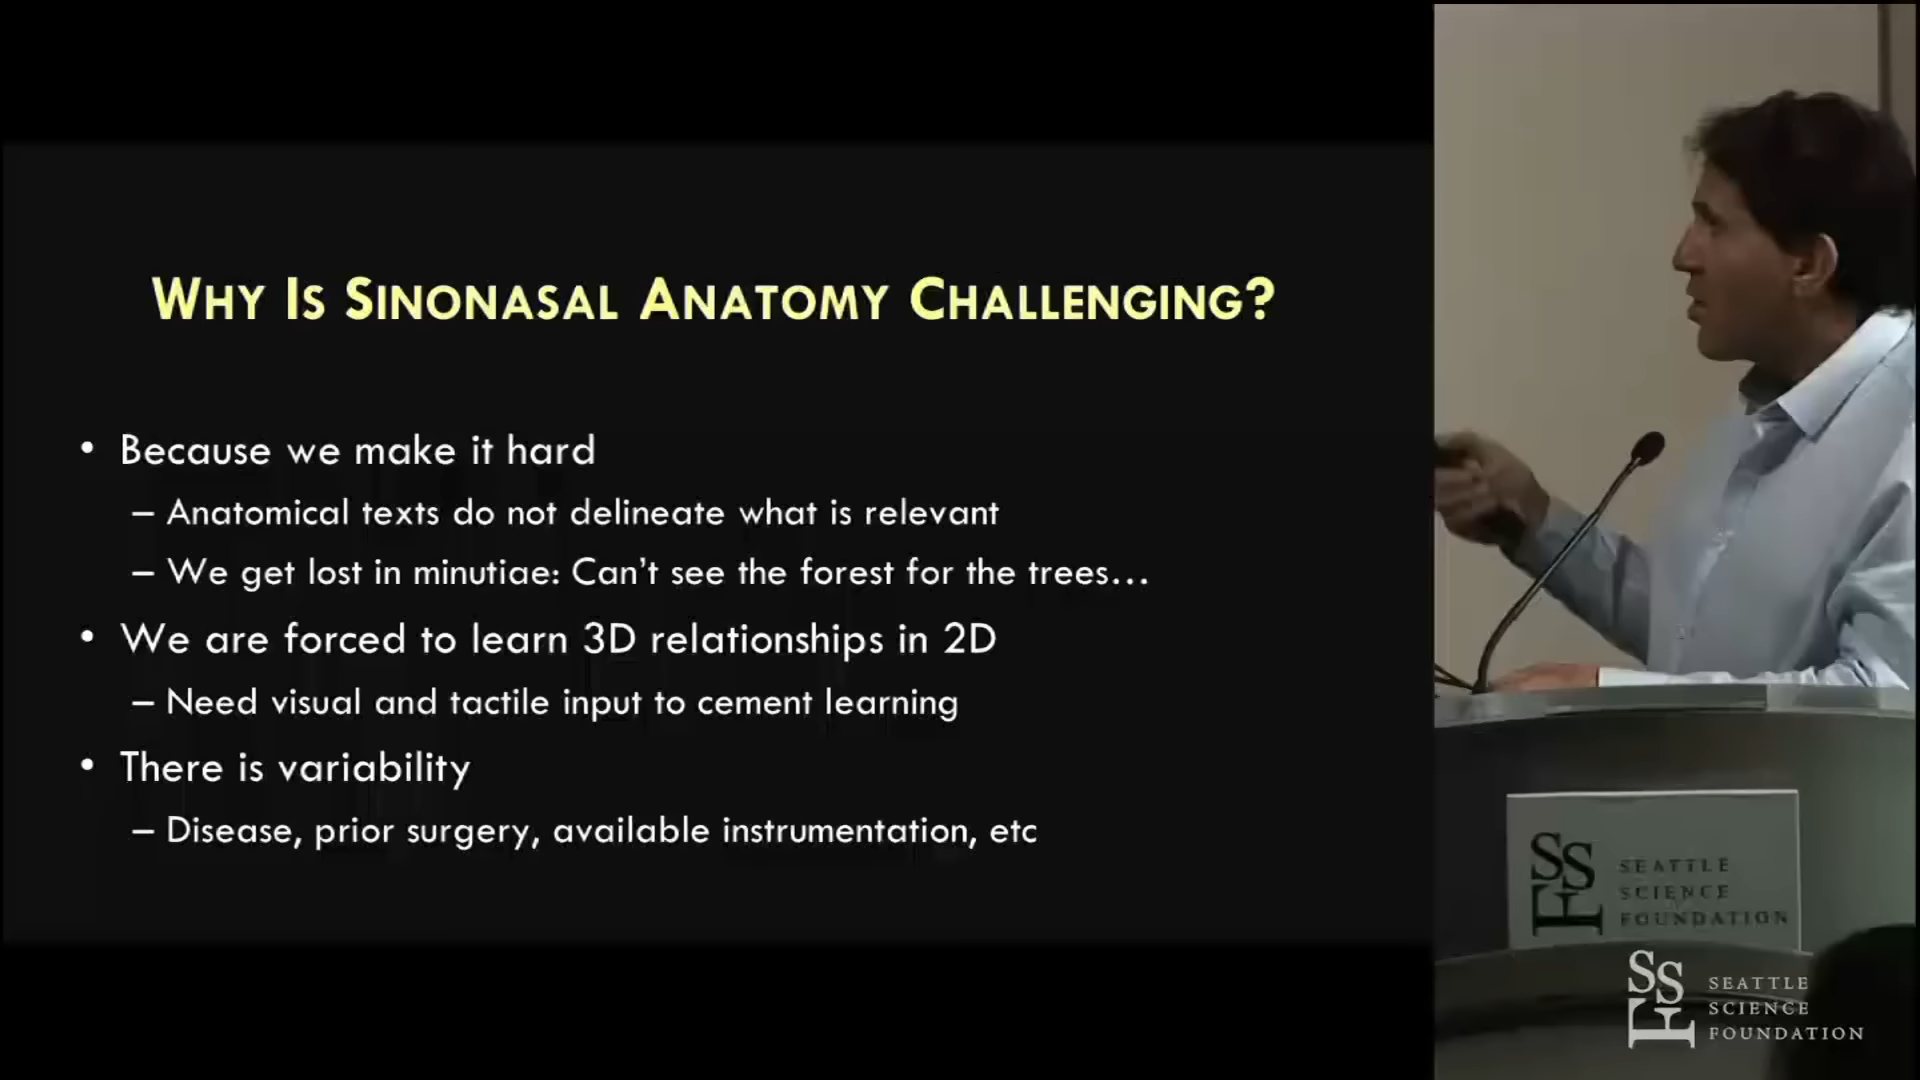 WHY IS SINONASAL ANATOMY CHALLENGING?
• Because we make it hard
– Anatomical texts do not delineate what is relevant
– We get lost in minutiae: Can't see the forest for the trees...
• We are forced to learn 3D relationships in 2D
– Need visual and tactile input to cement learning
• There is variability
– Disease, prior surgery, available instrumentation, etc
SSF
SEATTLE
SCIENCE
FOUNDATION
SSF
SEATTLE
SCIENCE
FOUNDATION